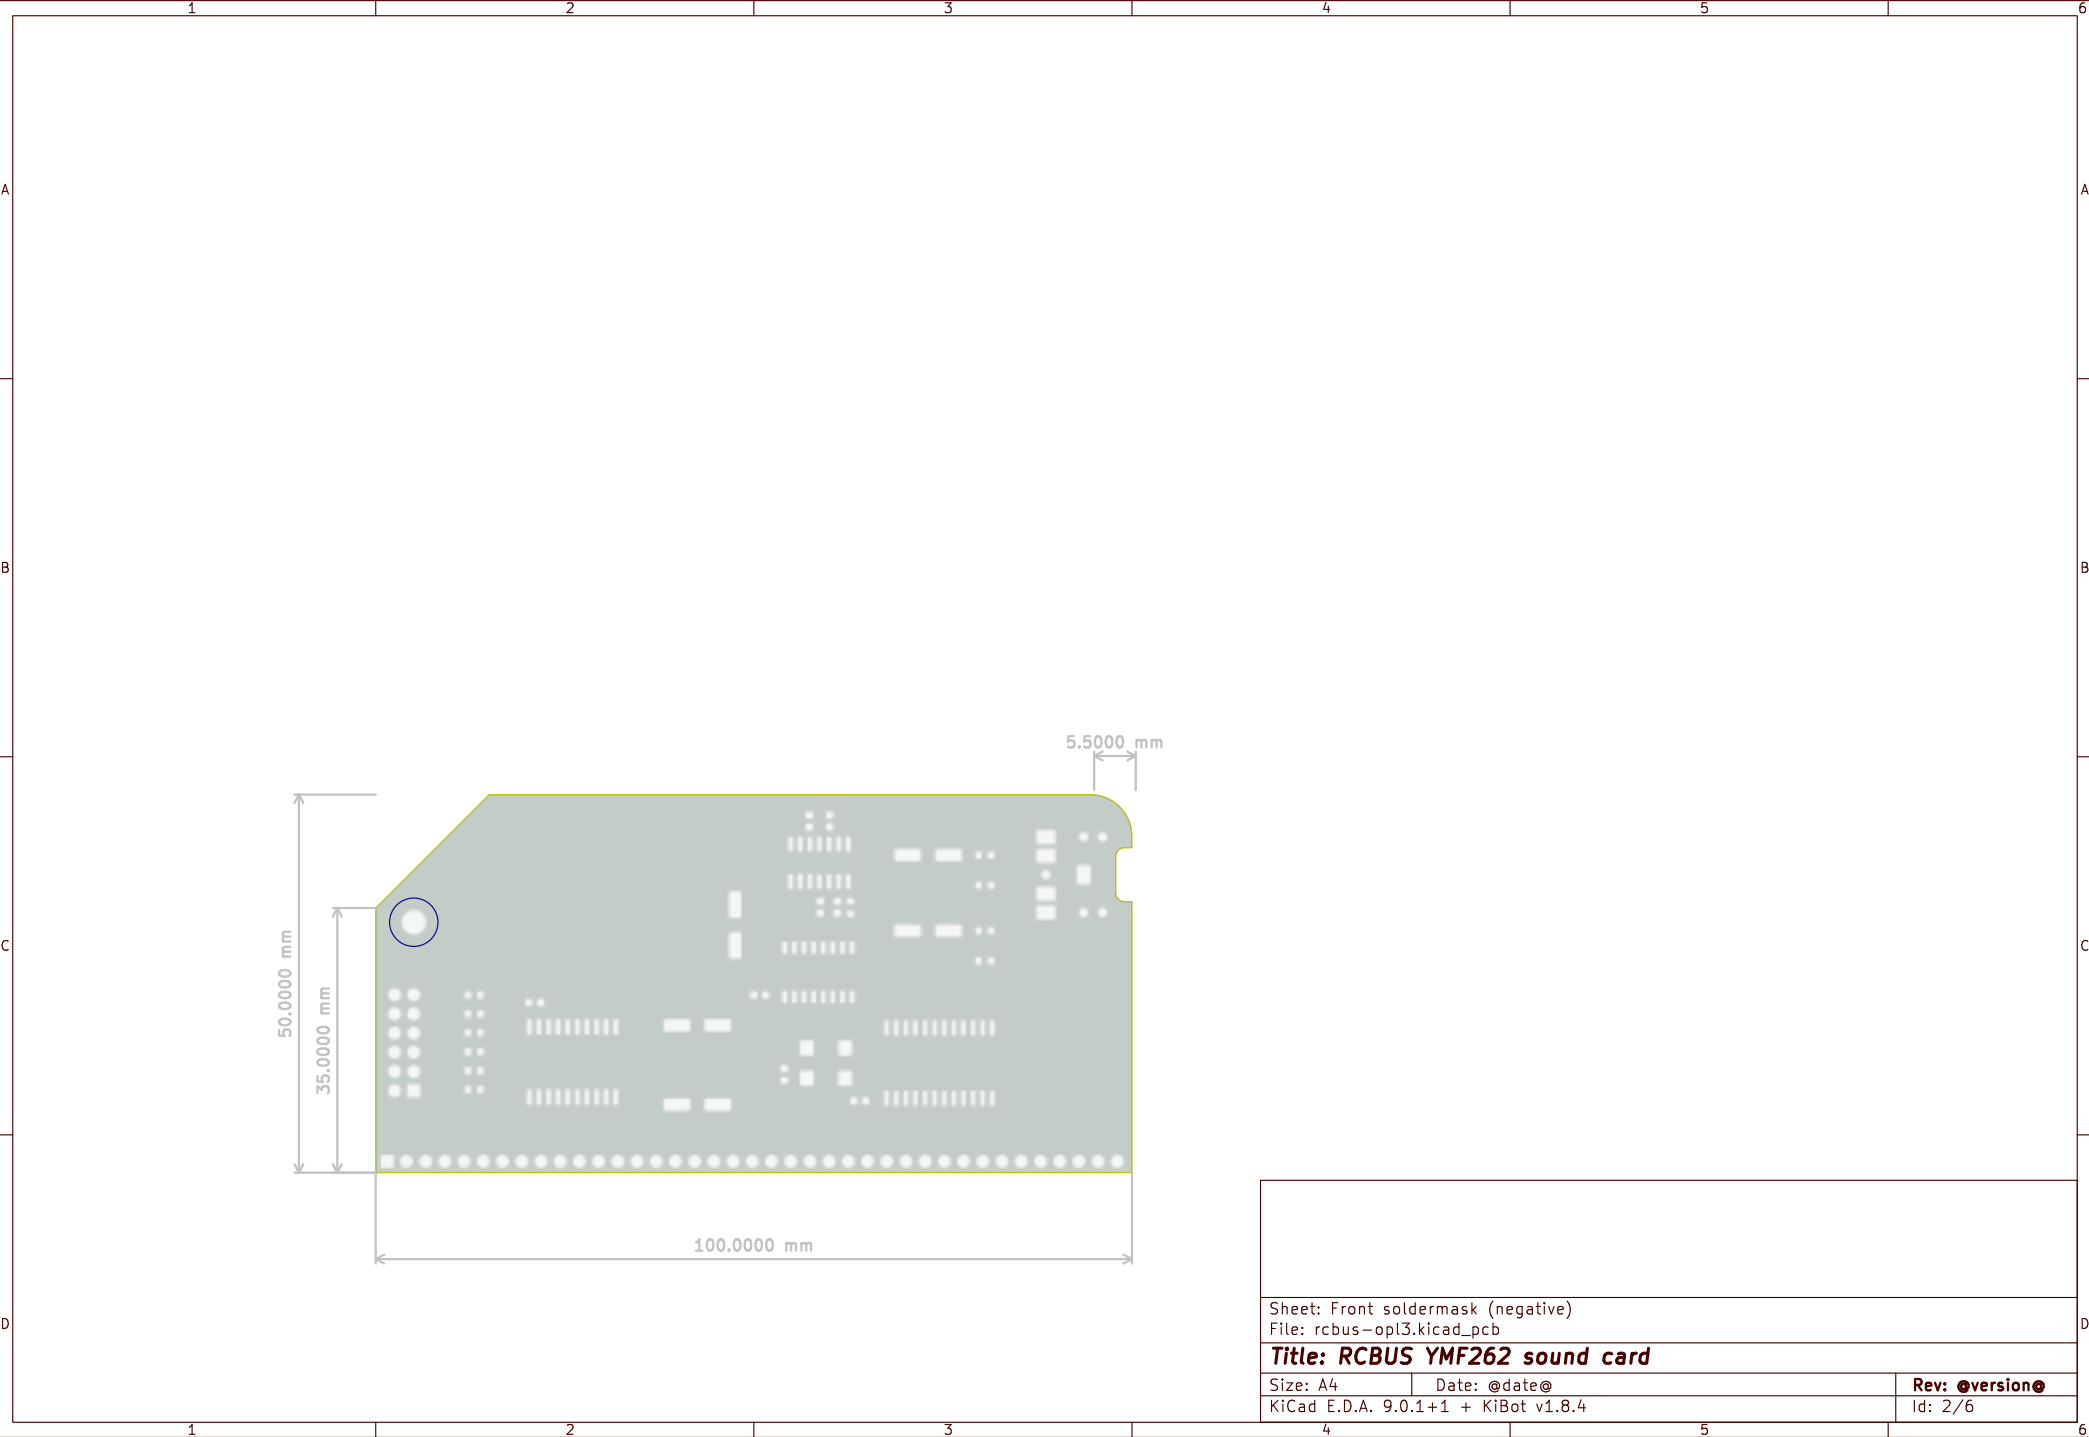 1 2 3 4 5 6
A A
B B
5.5000 mm
50.0000 mm
35.0000 mm
C C
100.0000 mm
Sheet: Front soldermask (negative)
File: rcbus-opl3.kicad_pcb
D D
Title: RCBUS YMF262 sound card
Size: A4 Date: @date@ Rev: @version@
KiCad E.D.A. 9.0.1+1 + KiBot v1.8.4 Id: 2/6
1 2 3 4 5 6